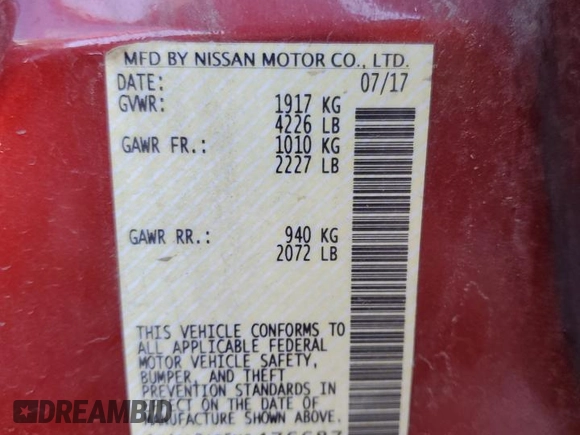 MFD BY NISSAN MOTOR CO., LTD.
DATE: 07/17
GVWR: 1917 KG
4226 LB
GAWR FR.: 1010 KG
2227 LB
GAWR RR.: 940 KG
2072 LB
THIS VEHICLE CONFORMS TO
ALL APPLICABLE FEDERAL
MOTOR VEHICLE SAFETY,
BUMPER, AND THEFT
PREVENTION STANDARDS IN
EFFECT ON THE DATE OF
MANUFACTURE SHOWN ABOVE.
DREAMBID